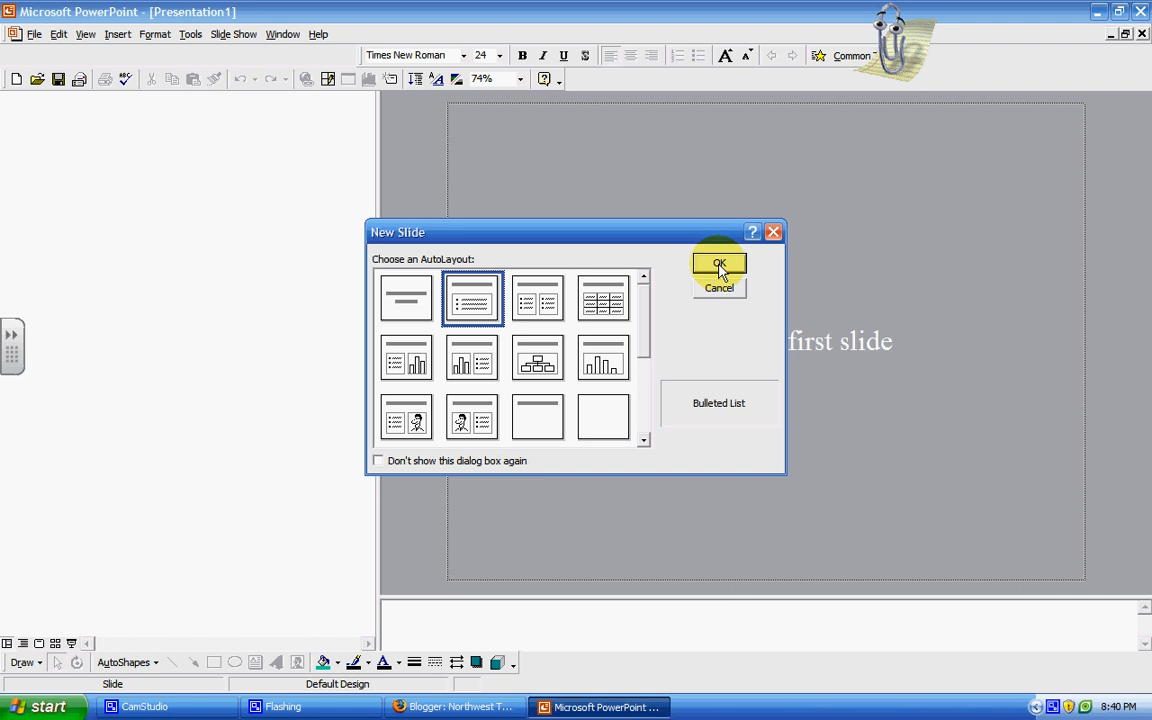 Microsoft PowerPoint - [Presentation1]
File Edit View Insert Format Tools Slide Show Window Help
Times New Roman 24 B I U S A A Common
74%
New Slide
Choose an AutoLayout:
OK
Cancel
first slide
Bulleted List
Don't show this dialog box again
Draw AutoShapes
Slide Default Design
start CamStudio Flashing Blogger: Northwest T... Microsoft PowerPoint ... 8:40 PM